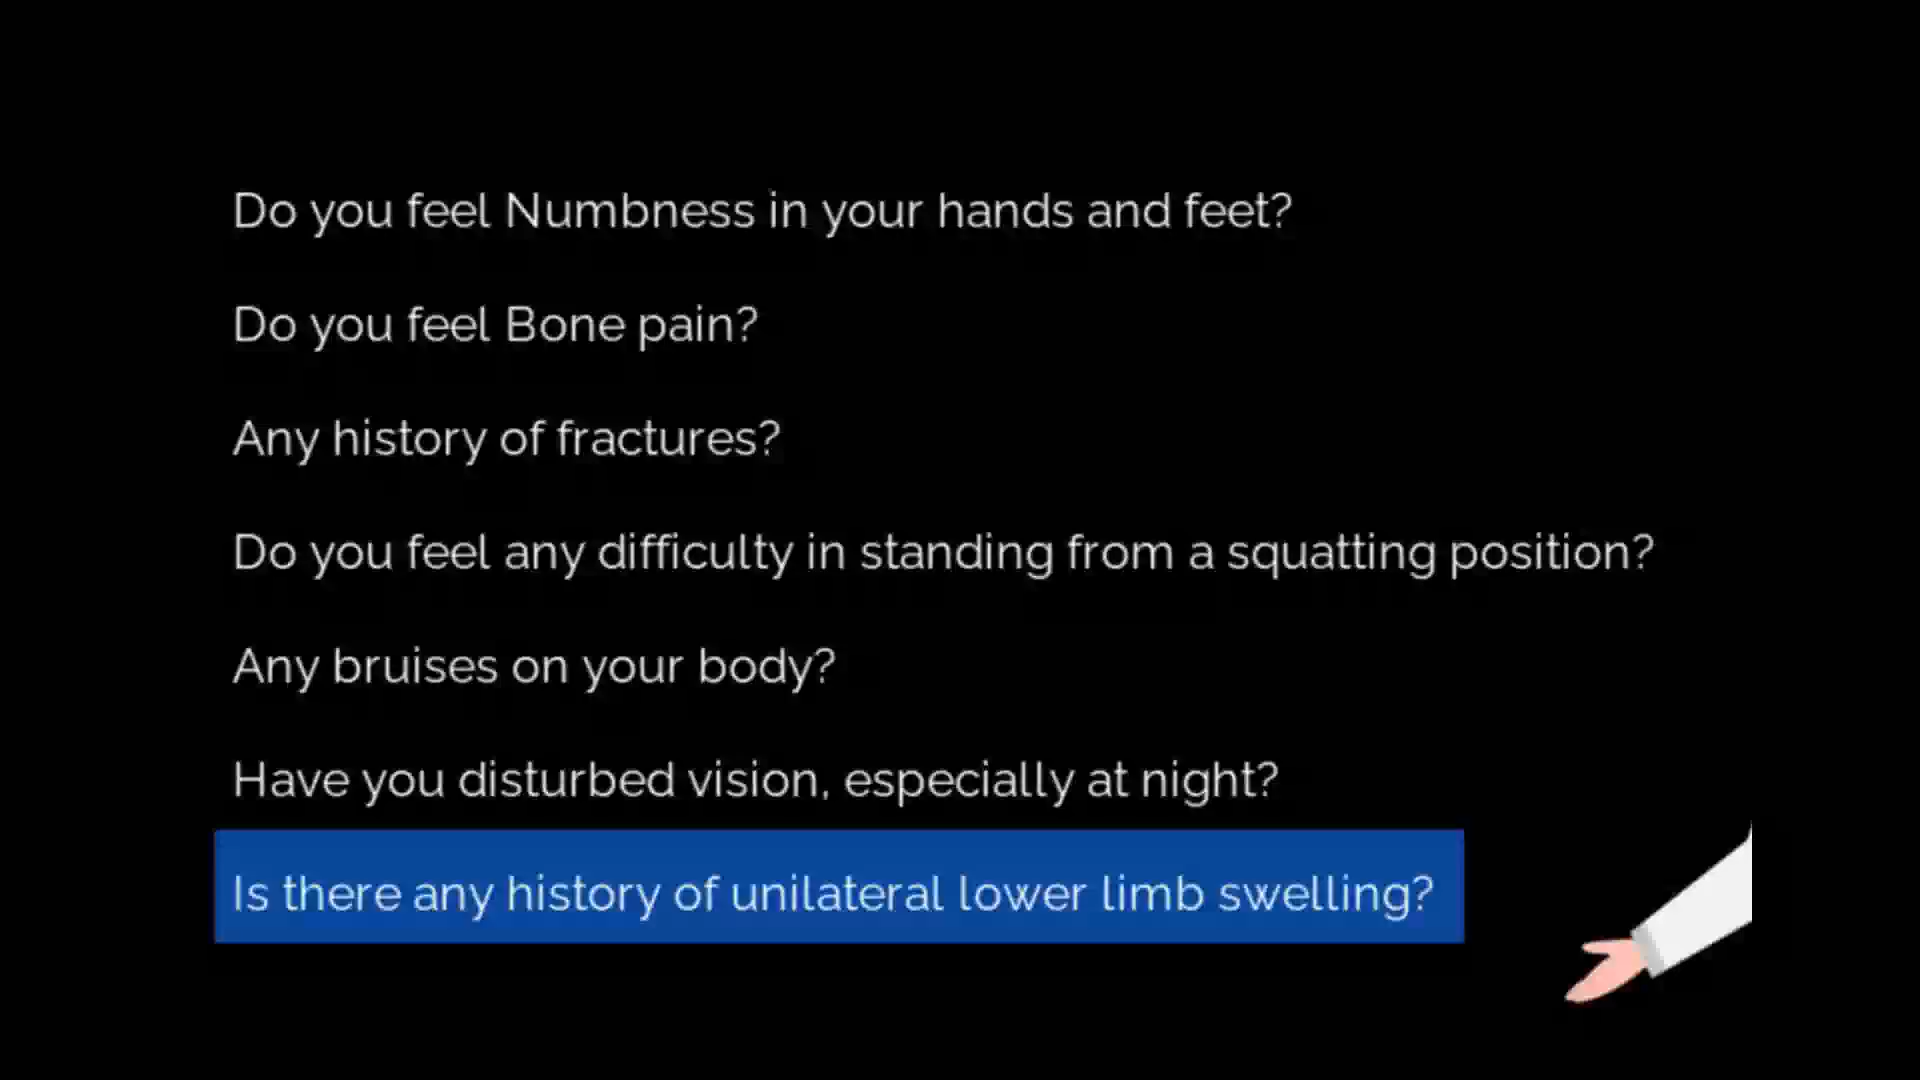 Do you feel Numbness in your hands and feet?
Do you feel Bone pain?
Any history of fractures?
Do you feel any difficulty in standing from a squatting position?
Any bruises on your body?
Have you disturbed vision, especially at night?
Is there any history of unilateral lower limb swelling?